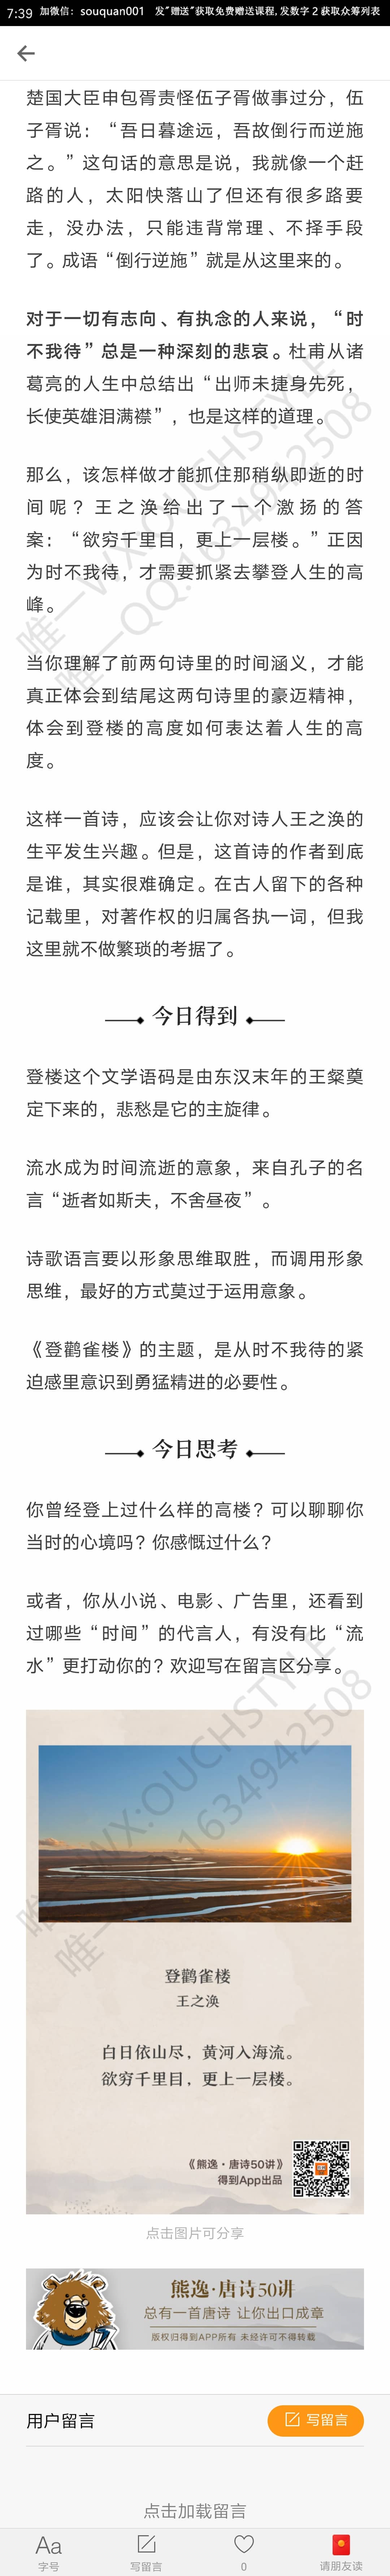 7:39 加微信：souquan001 发"赠送"获取免费赠送课程,发数字 2 获取众筹列表
楚国大臣申包胥责怪伍子胥做事过分，伍
子胥说：“吾日暮途远，吾故倒行而逆施
之。”这句话的意思是说，我就像一个赶
路的人，太阳快落山了但还有很多路要
走，没办法，只能违背常理、不择手段
了。成语“倒行逆施”就是从这里来的。
对于一切有志向、有执念的人来说，“时
不我待”总是一种深刻的悲哀。杜甫从诸
葛亮的人生中总结出“出师未捷身先死，
长使英雄泪满襟”，也是这样的道理。
那么，该怎样做才能抓住那稍纵即逝的时
间呢？王之涣给出了一个激扬的答
案：“欲穷千里目，更上一层楼。”正因
为时不我待，才需要抓紧去攀登人生的高
峰。
当你理解了前两句诗里的时间涵义，才能
真正体会到结尾这两句诗里的豪迈精神，
体会到登楼的高度如何表达着人生的高
度。
这样一首诗，应该会让你对诗人王之涣的
生平发生兴趣。但是，这首诗的作者到底
是谁，其实很难确定。在古人留下的各种
记载里，对著作权的归属各执一词，但我
这里就不做繁琐的考据了。
今日得到
登楼这个文学语码是由东汉末年的王粲奠
定下来的，悲愁是它的主旋律。
流水成为时间流逝的意象，来自孔子的名
言“逝者如斯夫，不舍昼夜”。
诗歌语言要以形象思维取胜，而调用形象
思维，最好的方式莫过于运用意象。
《登鹳雀楼》的主题，是从时不我待的紧
迫感里意识到勇猛精进的必要性。
今日思考
你曾经登上过什么样的高楼？可以聊聊你
当时的心境吗？你感慨过什么？
或者，你从小说、电影、广告里，还看到
过哪些“时间”的代言人，有没有比“流
水”更打动你的？欢迎写在留言区分享。
唯一WX:OUCHSTYLE
唯一QQ:1634942508
唯一WX:OUCHSTYLE
唯一QQ:1634942508
登鹳雀楼
王之涣
白日依山尽，黄河入海流。
欲穷千里目，更上一层楼。
《熊逸·唐诗50讲》
得到App出品
点击图片可分享
熊逸·唐诗50讲
总有一首唐诗 让你出口成章
版权归得到APP所有 未经许可不得转载
用户留言
写留言
点击加载留言
Aa
字号
写留言
0
请朋友读